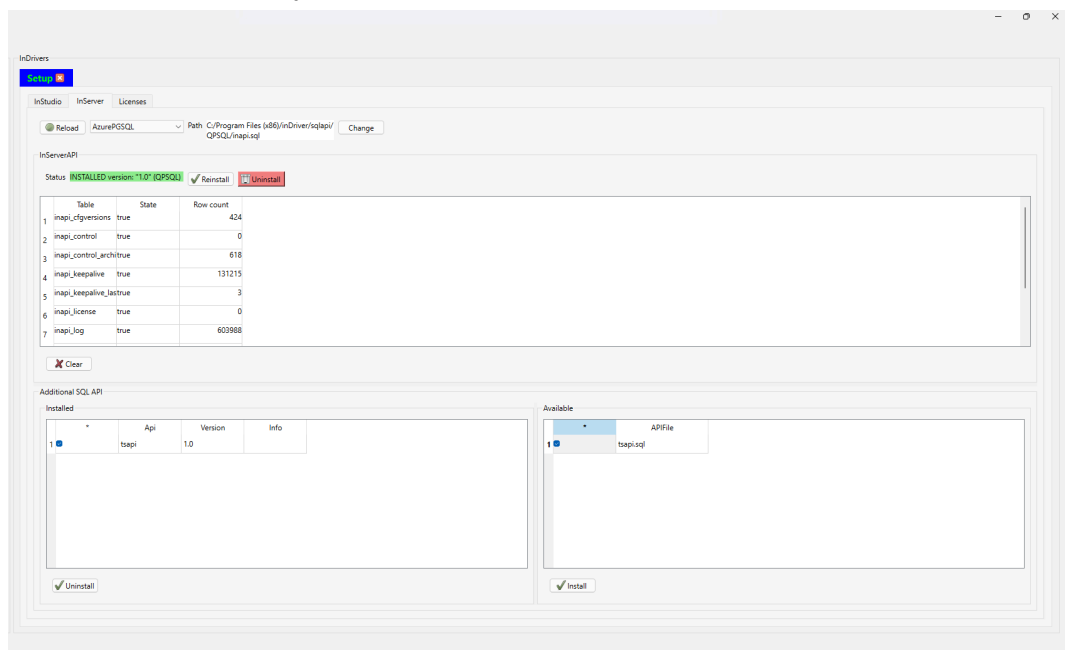 InDrivers
Setup
InStudio InServer Licenses
Reload AzurePGSQL Path C:/Program Files (x86)/inDriver/sqlapi/
QPSQL/inapi.sql Change
InServerAPI
Status INSTALLED version: "1.0" (QPSQL) Reinstall Uninstall
Table State Row count
1 inapi_cfgversions true 424
2 inapi_control true 0
3 inapi_control_archi true 618
4 inapi_keepalive true 131215
5 inapi_keepalive_las true 3
6 inapi_license true 0
7 inapi_log true 603988
Clear
Additional SQL API
Installed
* Api Version Info
1 tsapi 1.0
Uninstall
Available
* APIFile
1 tsapi.sql
Install